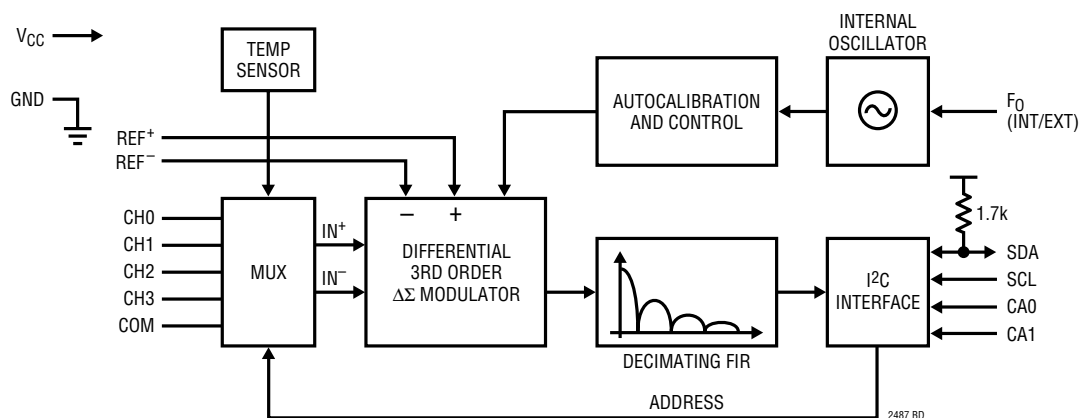 V_CC
GND
TEMP
SENSOR
INTERNAL
OSCILLATOR
AUTOCALIBRATION
AND CONTROL
F_O
(INT/EXT)
REF⁺
REF⁻
CH0
CH1
CH2
CH3
COM
MUX
IN⁺
IN⁻
– +
DIFFERENTIAL
3RD ORDER
ΔΣ MODULATOR
DECIMATING FIR
I²C
INTERFACE
1.7k
SDA
SCL
CA0
CA1
ADDRESS
2487 BD